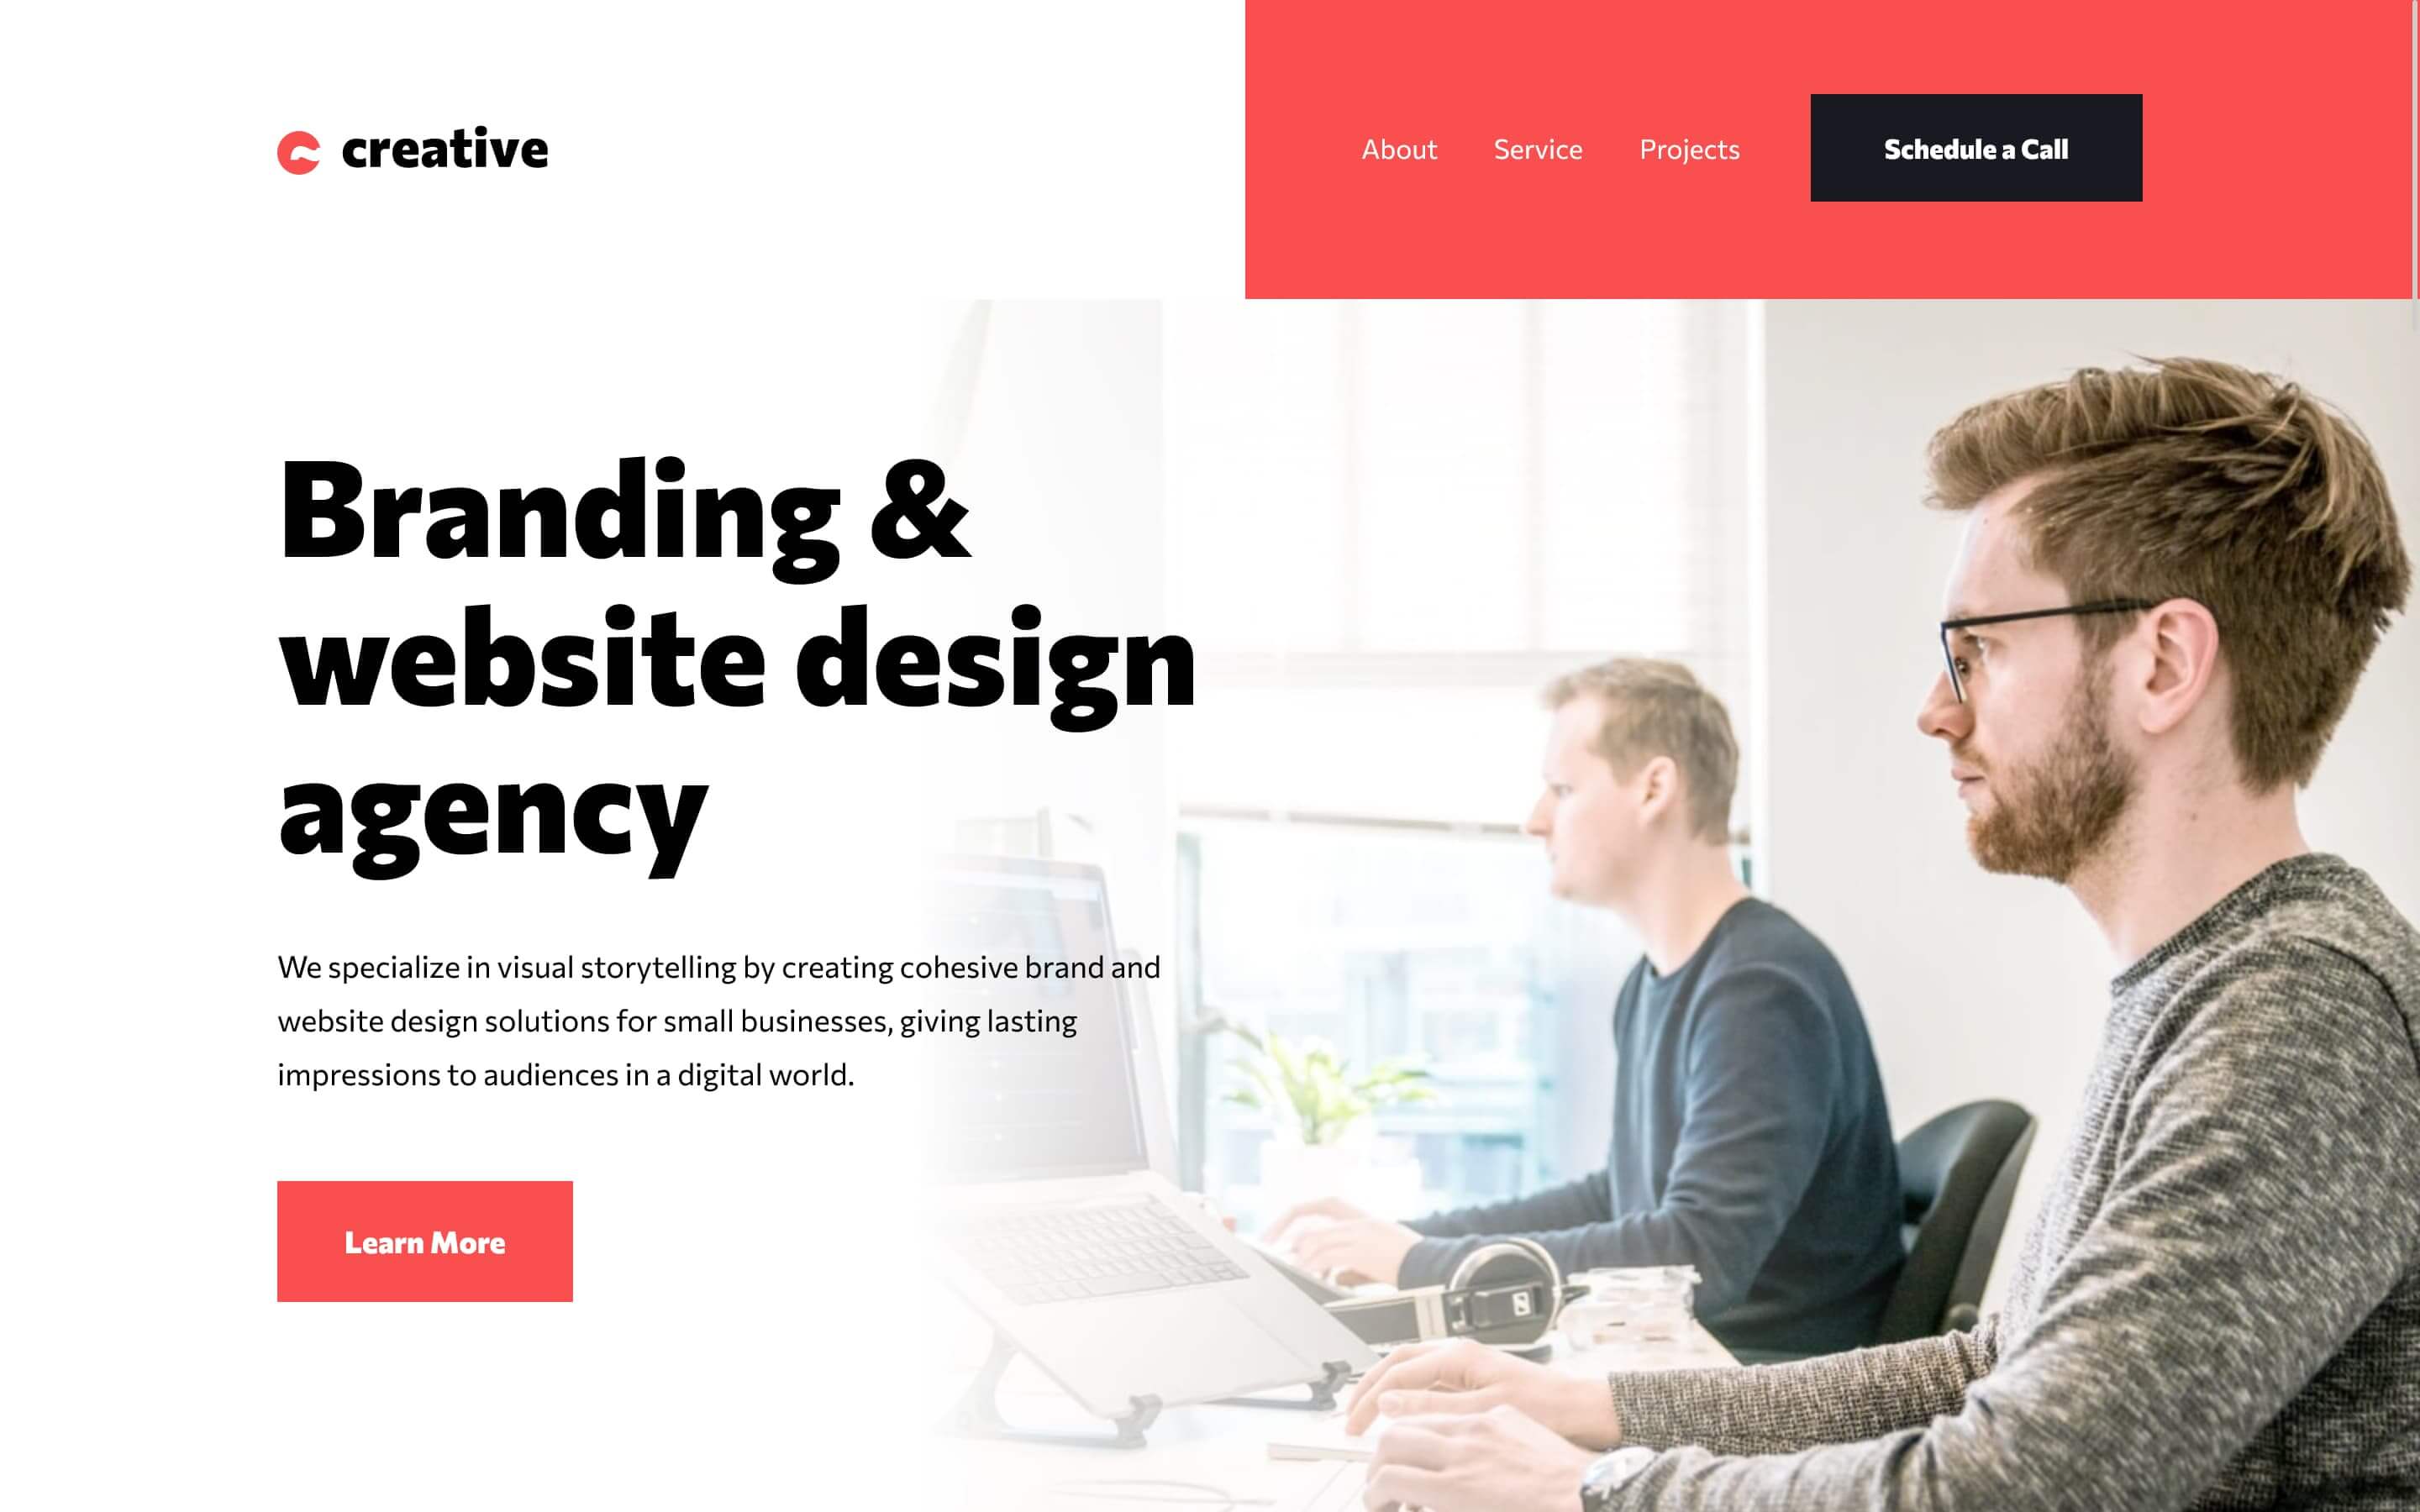 creative
About
Service
Projects
Schedule a Call
Branding &
website design
agency
We specialize in visual storytelling by creating cohesive brand and
website design solutions for small businesses, giving lasting
impressions to audiences in a digital world.
Learn More